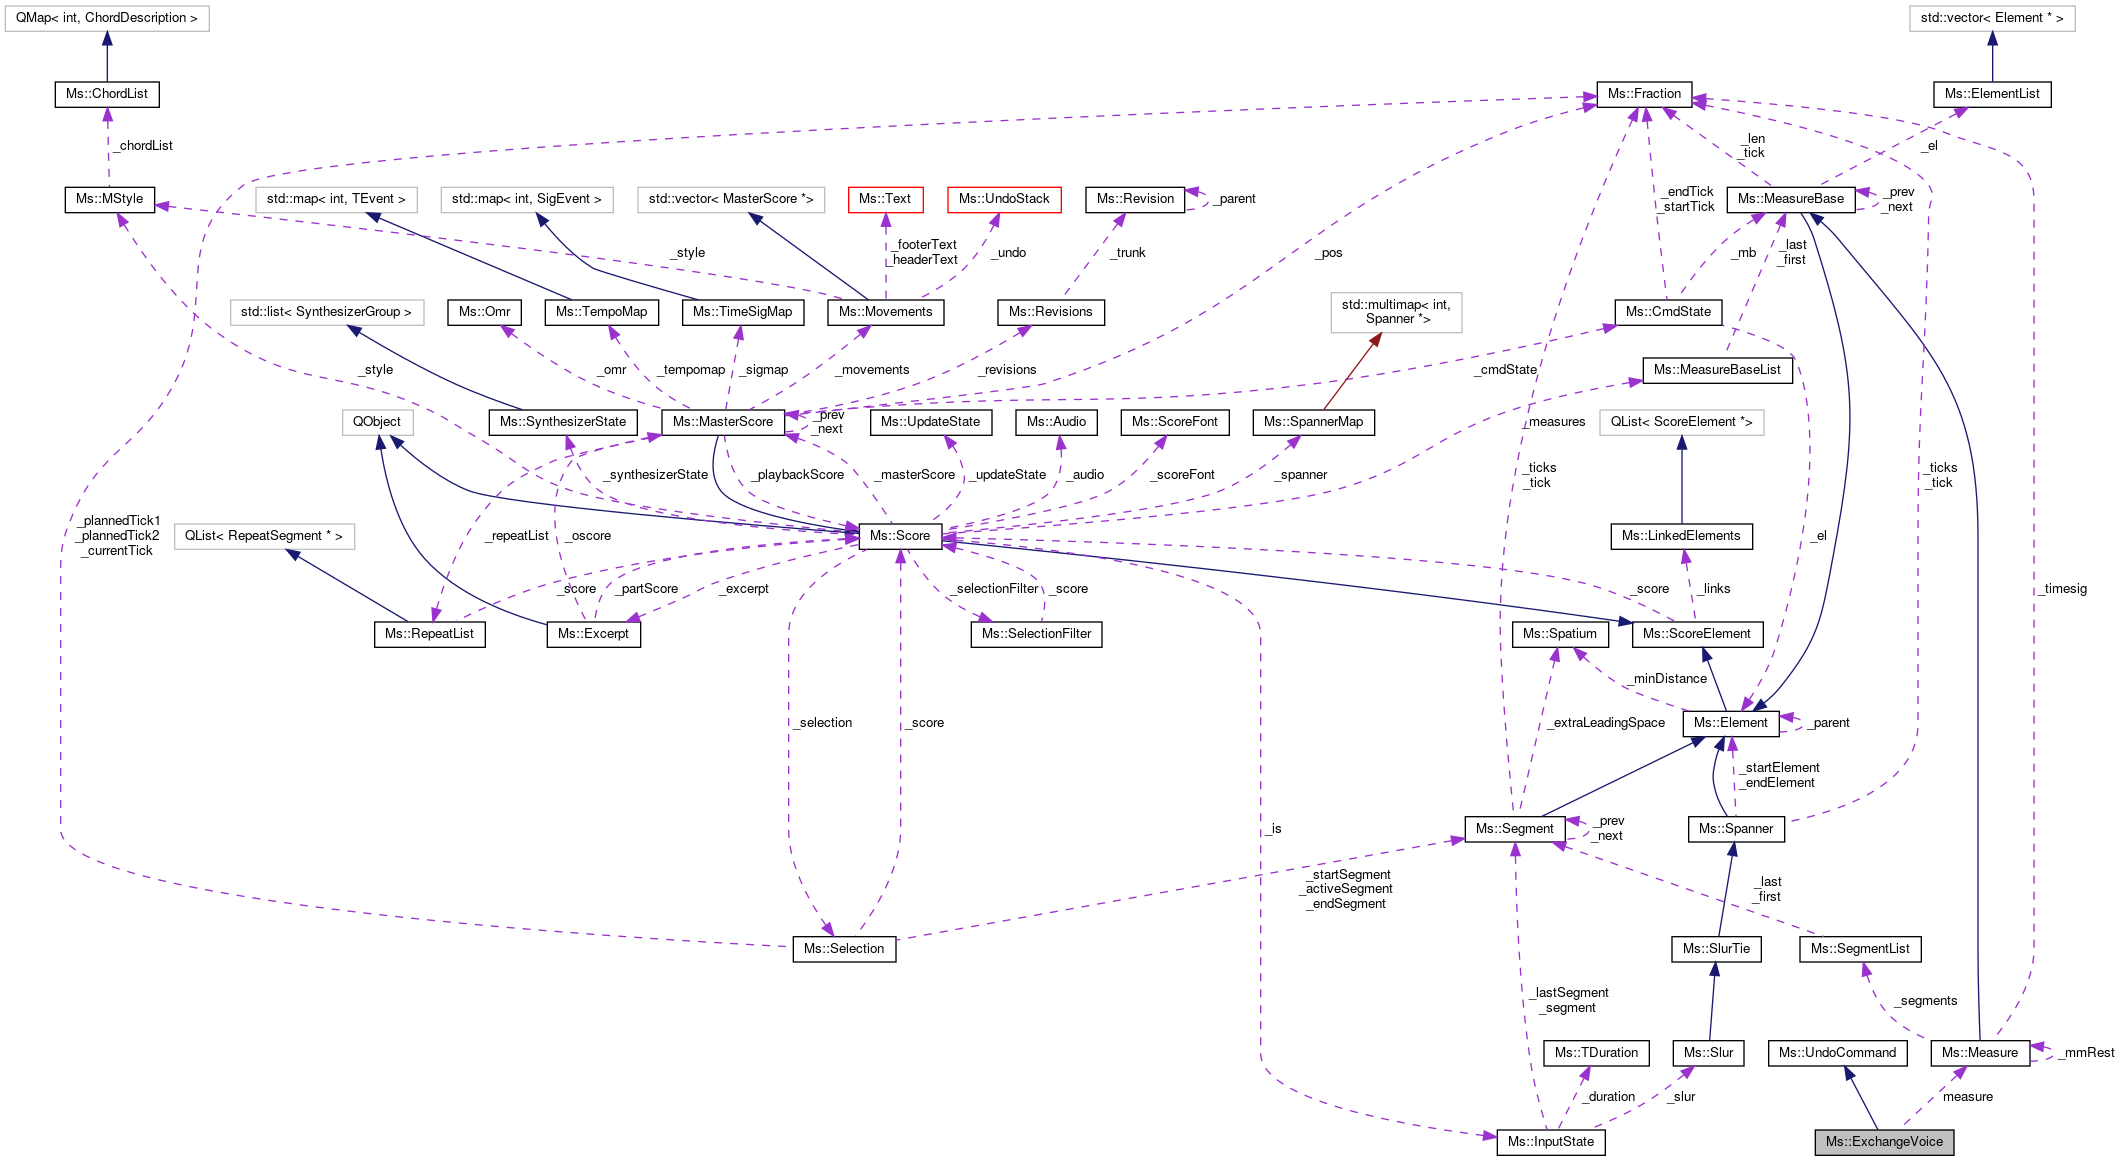 QMap< int, ChordDescription >
std::vector< Element * >
Ms::ChordList
Ms::Fraction
Ms::ElementList
_chordList
_len
_tick
_el
Ms::MStyle
std::map< int, TEvent >
std::map< int, SigEvent >
std::vector< MasterScore *>
Ms::Text
Ms::UndoStack
Ms::Revision
_parent
_endTick
_startTick
Ms::MeasureBase
_prev
_next
_style
_footerText
_headerText
_undo
_trunk
_pos
_mb
_last
_first
std::list< SynthesizerGroup >
Ms::Omr
Ms::TempoMap
Ms::TimeSigMap
Ms::Movements
Ms::Revisions
std::multimap< int,
Spanner *>
Ms::CmdState
_style
_omr
_tempomap
_sigmap
_movements
_revisions
_cmdState
Ms::MeasureBaseList
QObject
Ms::SynthesizerState
Ms::MasterScore
_prev
_next
Ms::UpdateState
Ms::Audio
Ms::ScoreFont
Ms::SpannerMap
_measures
QList< ScoreElement *>
_synthesizerState
_playbackScore
_masterScore
_updateState
_audio
_scoreFont
_spanner
_ticks
_tick
_ticks
_tick
_plannedTick1
_plannedTick2
_currentTick
QList< RepeatSegment * >
_repeatList
_oscore
Ms::Score
Ms::LinkedElements
_el
_score
_partScore
_excerpt
_selectionFilter
_score
_score
_links
_timesig
Ms::RepeatList
Ms::Excerpt
Ms::SelectionFilter
Ms::Spatium
Ms::ScoreElement
_minDistance
_selection
_score
_extraLeadingSpace
Ms::Element
_parent
_startElement
_endElement
_is
Ms::Segment
_prev
_next
Ms::Spanner
_startSegment
_activeSegment
_endSegment
_last
_first
Ms::Selection
Ms::SlurTie
Ms::SegmentList
_lastSegment
_segment
_segments
Ms::TDuration
Ms::Slur
Ms::UndoCommand
Ms::Measure
_mmRest
_duration
_slur
measure
Ms::InputState
Ms::ExchangeVoice